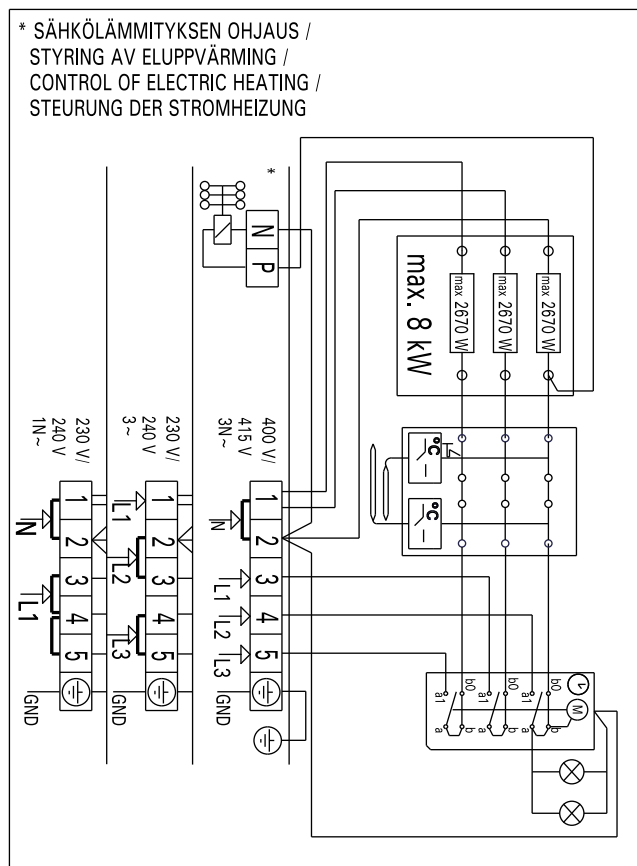 * SÄHKÖLÄMMITYKSEN OHJAUS /
STYRING AV ELUPPVÄRMING /
CONTROL OF ELECTRIC HEATING /
STEURUNG DER STROMHEIZUNG
*
N
P
max. 8 kW
max 2670 W
max 2670 W
max 2670 W
°C
°C
230 V/
240 V
1N~
1
2
3
4
5
N
L1
GND
230 V/
240 V
3~
1
2
3
4
5
L1
L2
L3
GND
400 V/
415 V
3N~
1
2
3
4
5
N
L1
L2
L3
GND
M
b0
a1
b
a
b0
a1
b
a
b0
a1
b
a